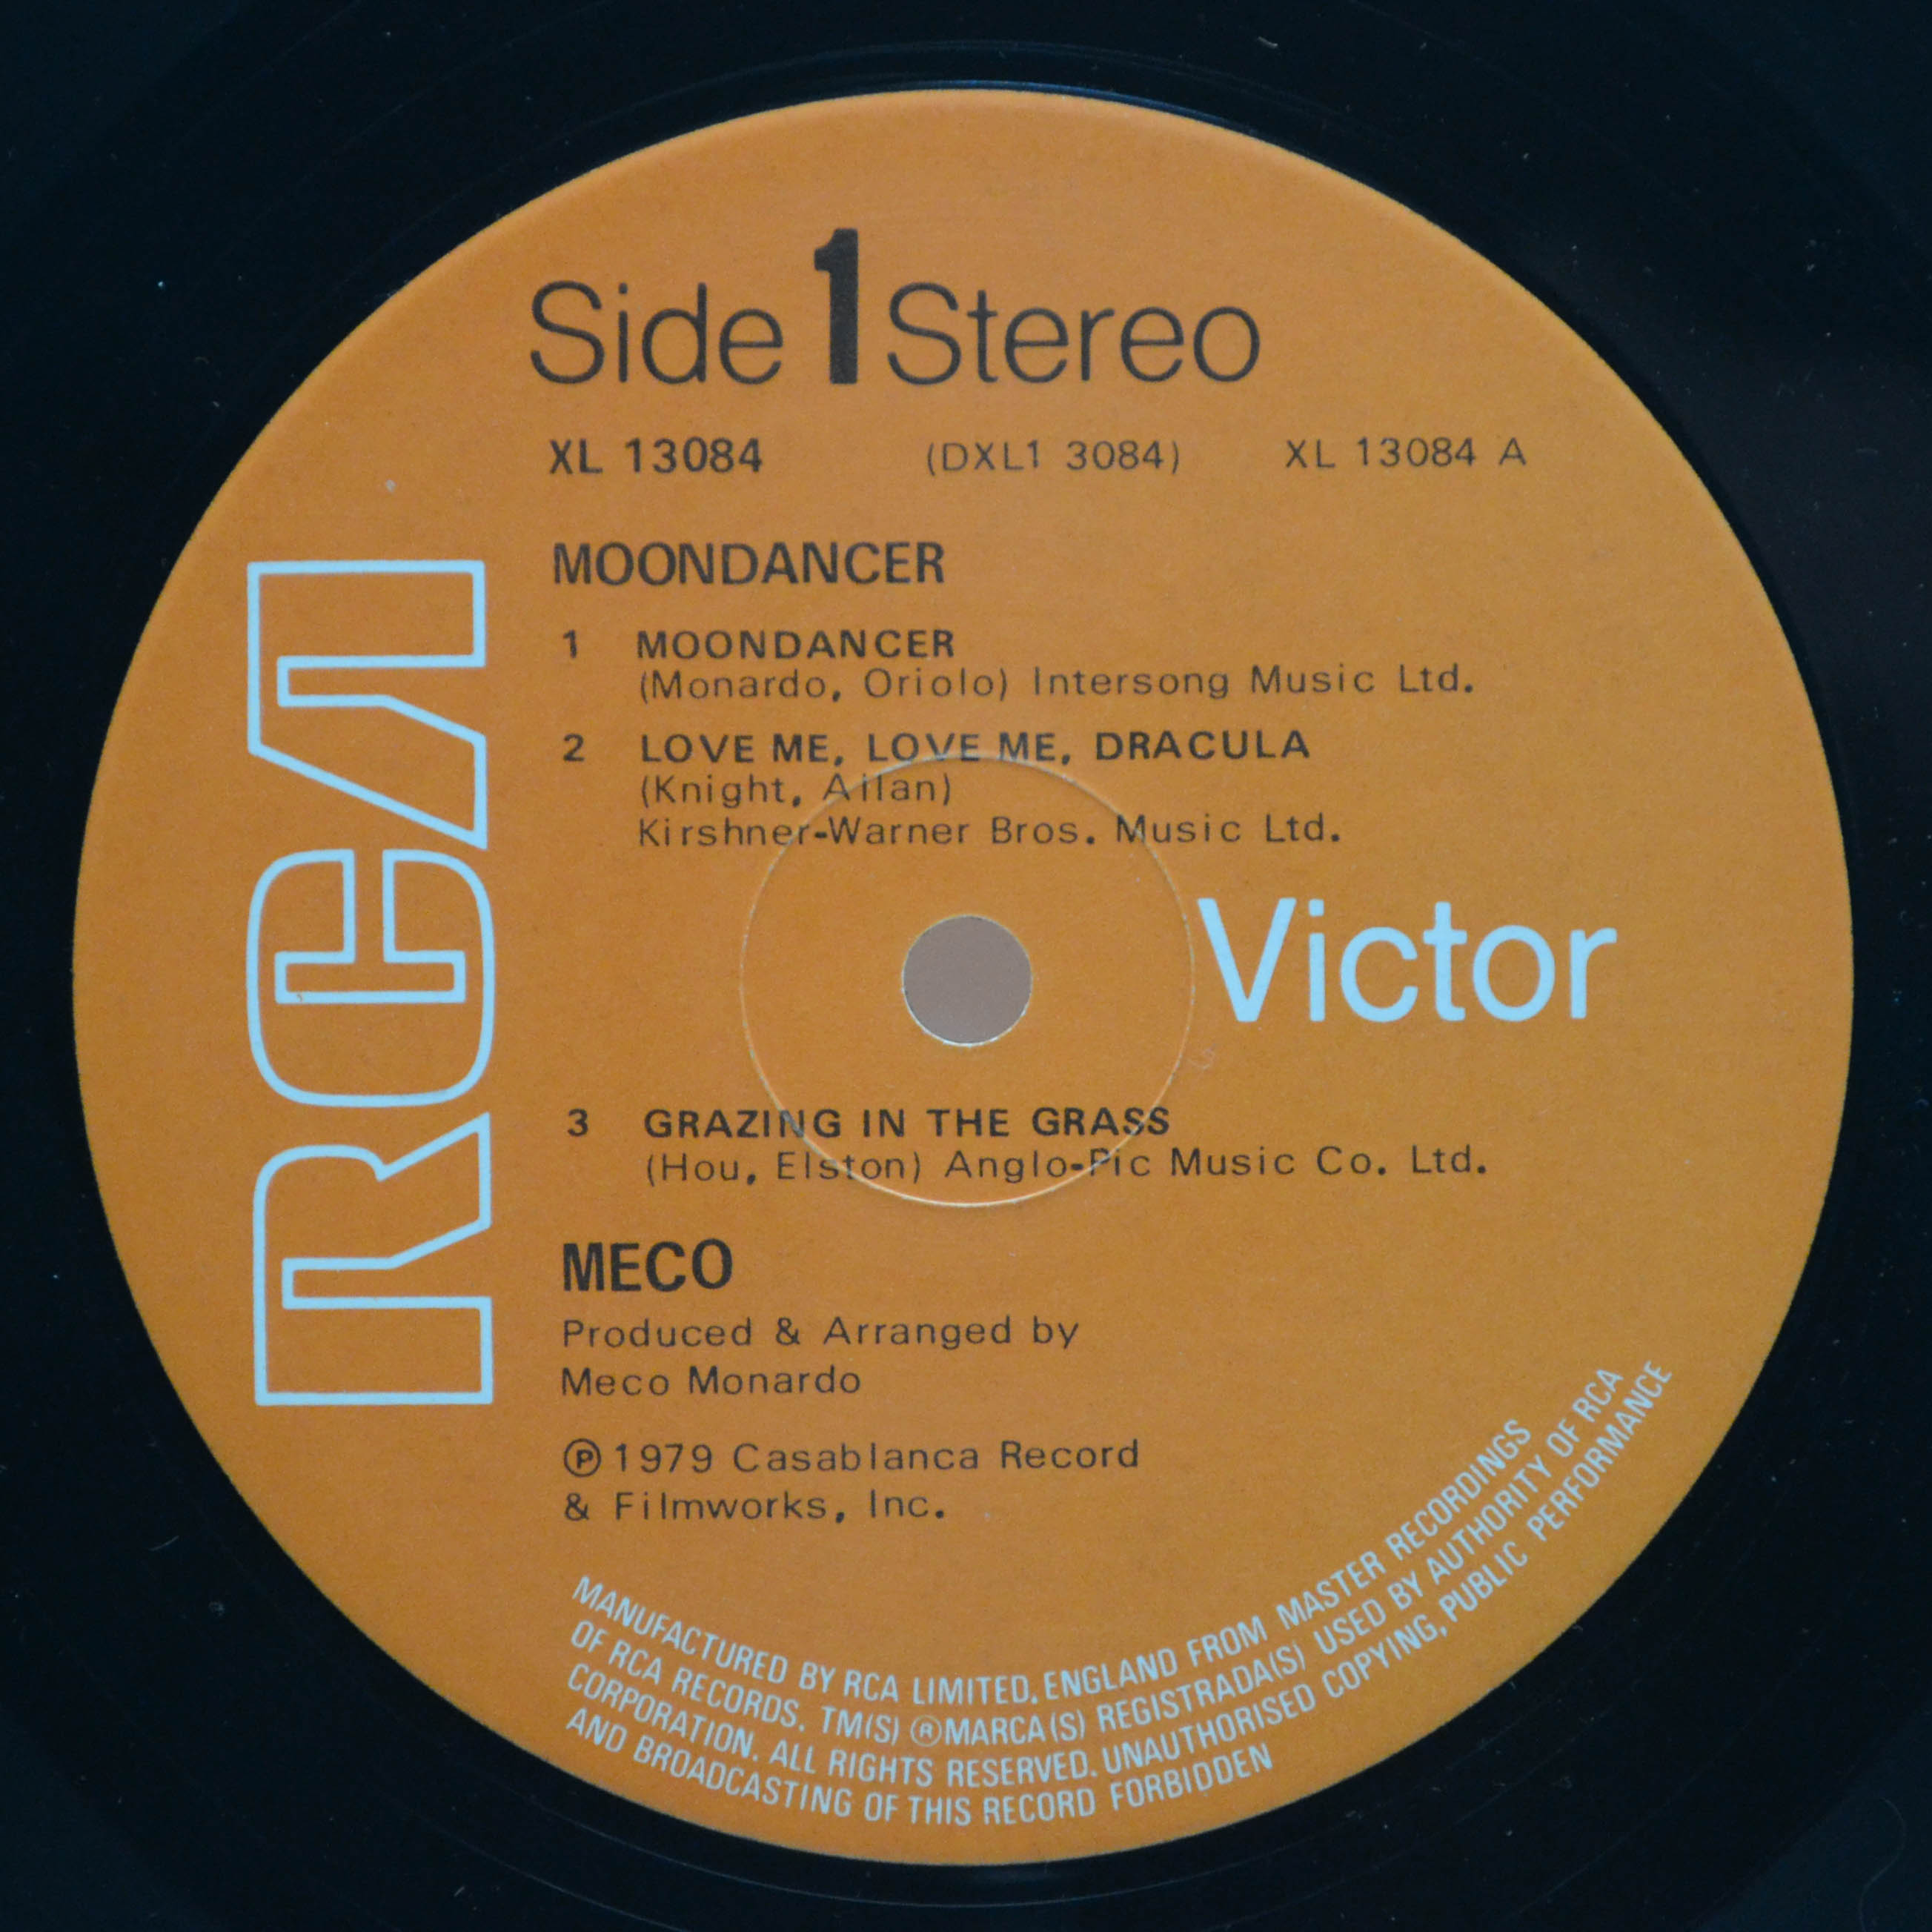 Side 1 Stereo
XL 13084 (DXL1 3084) XL 13084 A
MOONDANCER
1 MOONDANCER
(Monardo, Oriolo) Intersong Music Ltd.
2 LOVE ME, LOVE ME, DRACULA
(Knight, Allan)
Kirshner-Warner Bros. Music Ltd.
RCA
Victor
3 GRAZING IN THE GRASS
(Hou, Elston) Anglo-Pic Music Co. Ltd.
MECO
Produced & Arranged by
Meco Monardo
℗ 1979 Casablanca Record
& Filmworks, Inc.
MANUFACTURED BY RCA LIMITED, ENGLAND FROM MASTER RECORDINGS
OF RCA RECORDS. TM(S) ® MARCA(S) REGISTRADA(S) USED BY AUTHORITY OF RCA
CORPORATION. ALL RIGHTS RESERVED. UNAUTHORISED COPYING, PUBLIC PERFORMANCE
AND BROADCASTING OF THIS RECORD FORBIDDEN